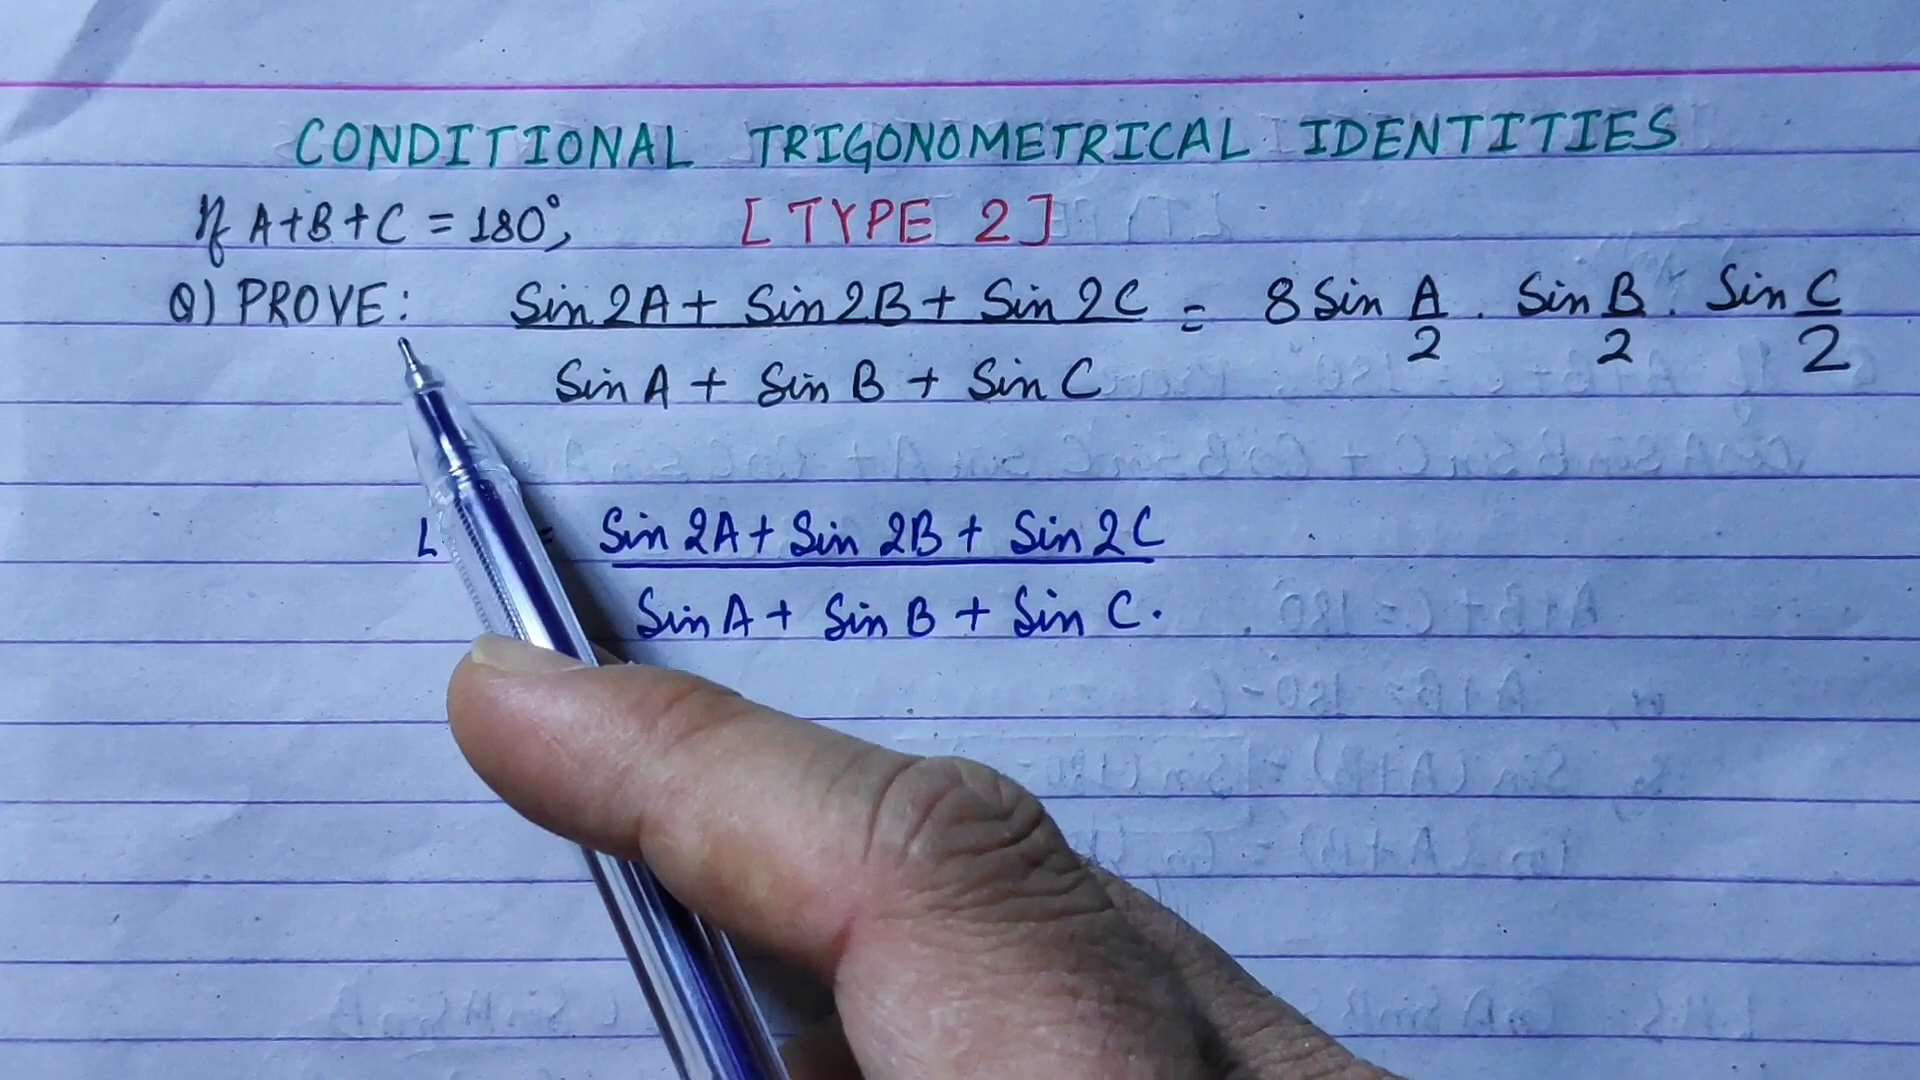 CONDITIONAL TRIGONOMETRICAL IDENTITIES
If A+B+C = 180°, [TYPE 2]
Q) PROVE: Sin 2A + Sin 2B + Sin 2C = 8 Sin A/2 . Sin B/2 . Sin C/2
Sin A + Sin B + Sin C
L = Sin 2A + Sin 2B + Sin 2C
Sin A + Sin B + Sin C.